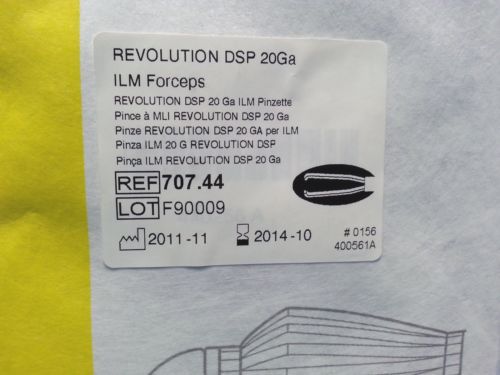 REVOLUTION DSP 20Ga
ILM Forceps
REVOLUTION DSP 20 Ga ILM Pinzette
Pince à MLI REVOLUTION DSP 20 Ga
Pinze REVOLUTION DSP 20 GA per ILM
Pinza ILM 20 G REVOLUTION DSP
Pinça ILM REVOLUTION DSP 20 Ga
REF 707.44
LOT F90009
2011-11 2014-10 # 0156
400561A